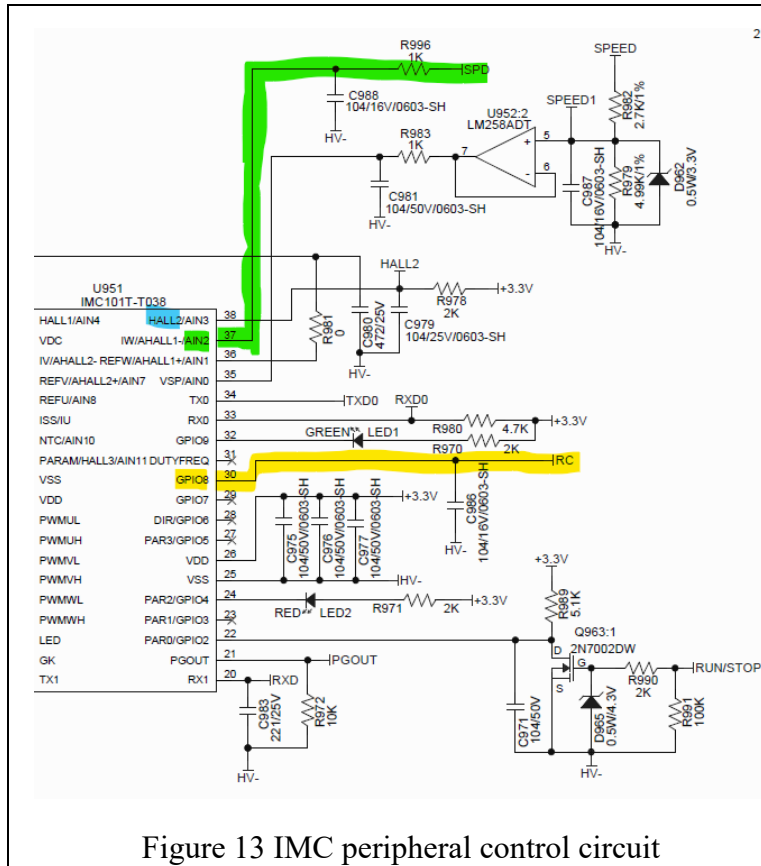 2
R996
1K
SPD
SPEED
C988
104/16V/0603-SH
R982
2.7K/1%
SPEED1
U952:2
LM258ADT
HV-
R983
1K
7
+
5
-
6
C987
104/16V/0603-SH
R979
4.99K/1%
D962
0.5W/3.3V
C981
104/50V/0603-SH
HV-
HV-
HALL2
U951
IMC101T-T038
+3.3V
R978
2K
R981
0
C980
472/25V
C979
104/25V/0603-SH
HV-
HALL1/AIN4 HALL2/AIN3 38
VDC IW/AHALL1-/AIN2 37
IV/AHALL2- REFW/AHALL1+/AIN1 36
REFV/AHALL2+/AIN7 VSP/AIN0 35
REFU/AIN8 TX0 34 TXD0
RXD0
ISS/IU RX0 33
R980 4.7K +3.3V
NTC/AIN10 GPIO9 32 GREEN LED1
R970 2K
PARAM/HALL3/AIN11 DUTYFREQ 31
VSS GPIO8 30 RC
VDD GPIO7 29
C986
104/16V/0603-SH
HV-
PWMUL DIR/GPIO6 28
PWMUH PAR3/GPIO5 27
PWMVL VDD 26
+3.3V
C975
104/50V/0603-SH
C976
104/50V/0603-SH
C977
104/50V/0603-SH
PWMVH VSS 25 HV-
PWMWL PAR2/GPIO4 24 RED LED2 R971 2K +3.3V
PWMWH PAR1/GPIO3 23
LED PAR0/GPIO2 22
GK PGOUT 21 PGOUT
TX1 RX1 20 RXD
C983
221/25V
R972
10K
HV-
+3.3V
R989
5.1K
Q963:1
2N7002DW
D
G
S
R990
2K
RUN/STOP
C971
104/50V
D965
0.5W/4.3V
R991
100K
HV-
Figure 13 IMC peripheral control circuit